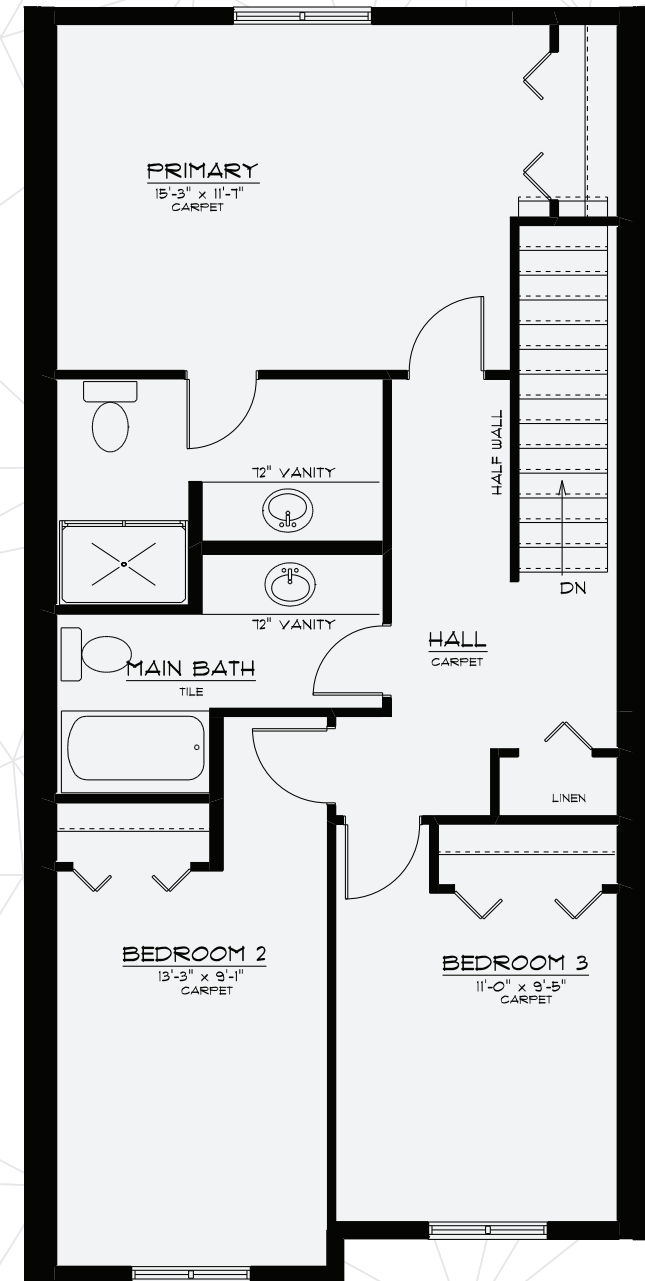 PRIMARY
15'-3" x 11'-7"
CARPET
HALF WALL
72" VANITY
DN
72" VANITY
HALL
CARPET
MAIN BATH
TILE
LINEN
BEDROOM 2
13'-3" x 9'-1"
CARPET
BEDROOM 3
11'-0" x 9'-5"
CARPET